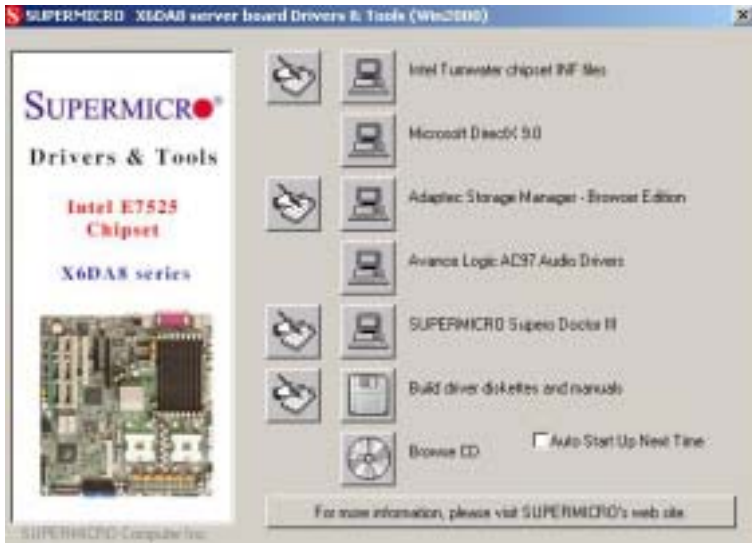 SUPERMICRO X6DA8 server board Drivers & Tools (Win2000)
SUPERMICRO
Drivers & Tools
Intel E7525
Chipset
X6DA8 series
Intel Tumwater chipset INF files
Microsoft DirectX 9.0
Adaptec Storage Manager - Browser Edition
Avance Logic AC97 Audio Drivers
SUPERMICRO Supero Doctor III
Build driver diskettes and manuals
Browse CD
Auto Start Up Next Time
For more information, please visit SUPERMICRO's web site.
SUPERMICRO Computer Inc.